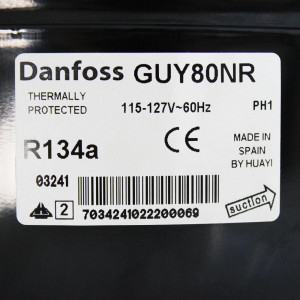 Danfoss GUY80NR
THERMALLY
PROTECTED
115-127V~60Hz
PH1
R134a
CE
MADE IN
SPAIN
BY HUAYI
03241
2
7034241022200069
suction